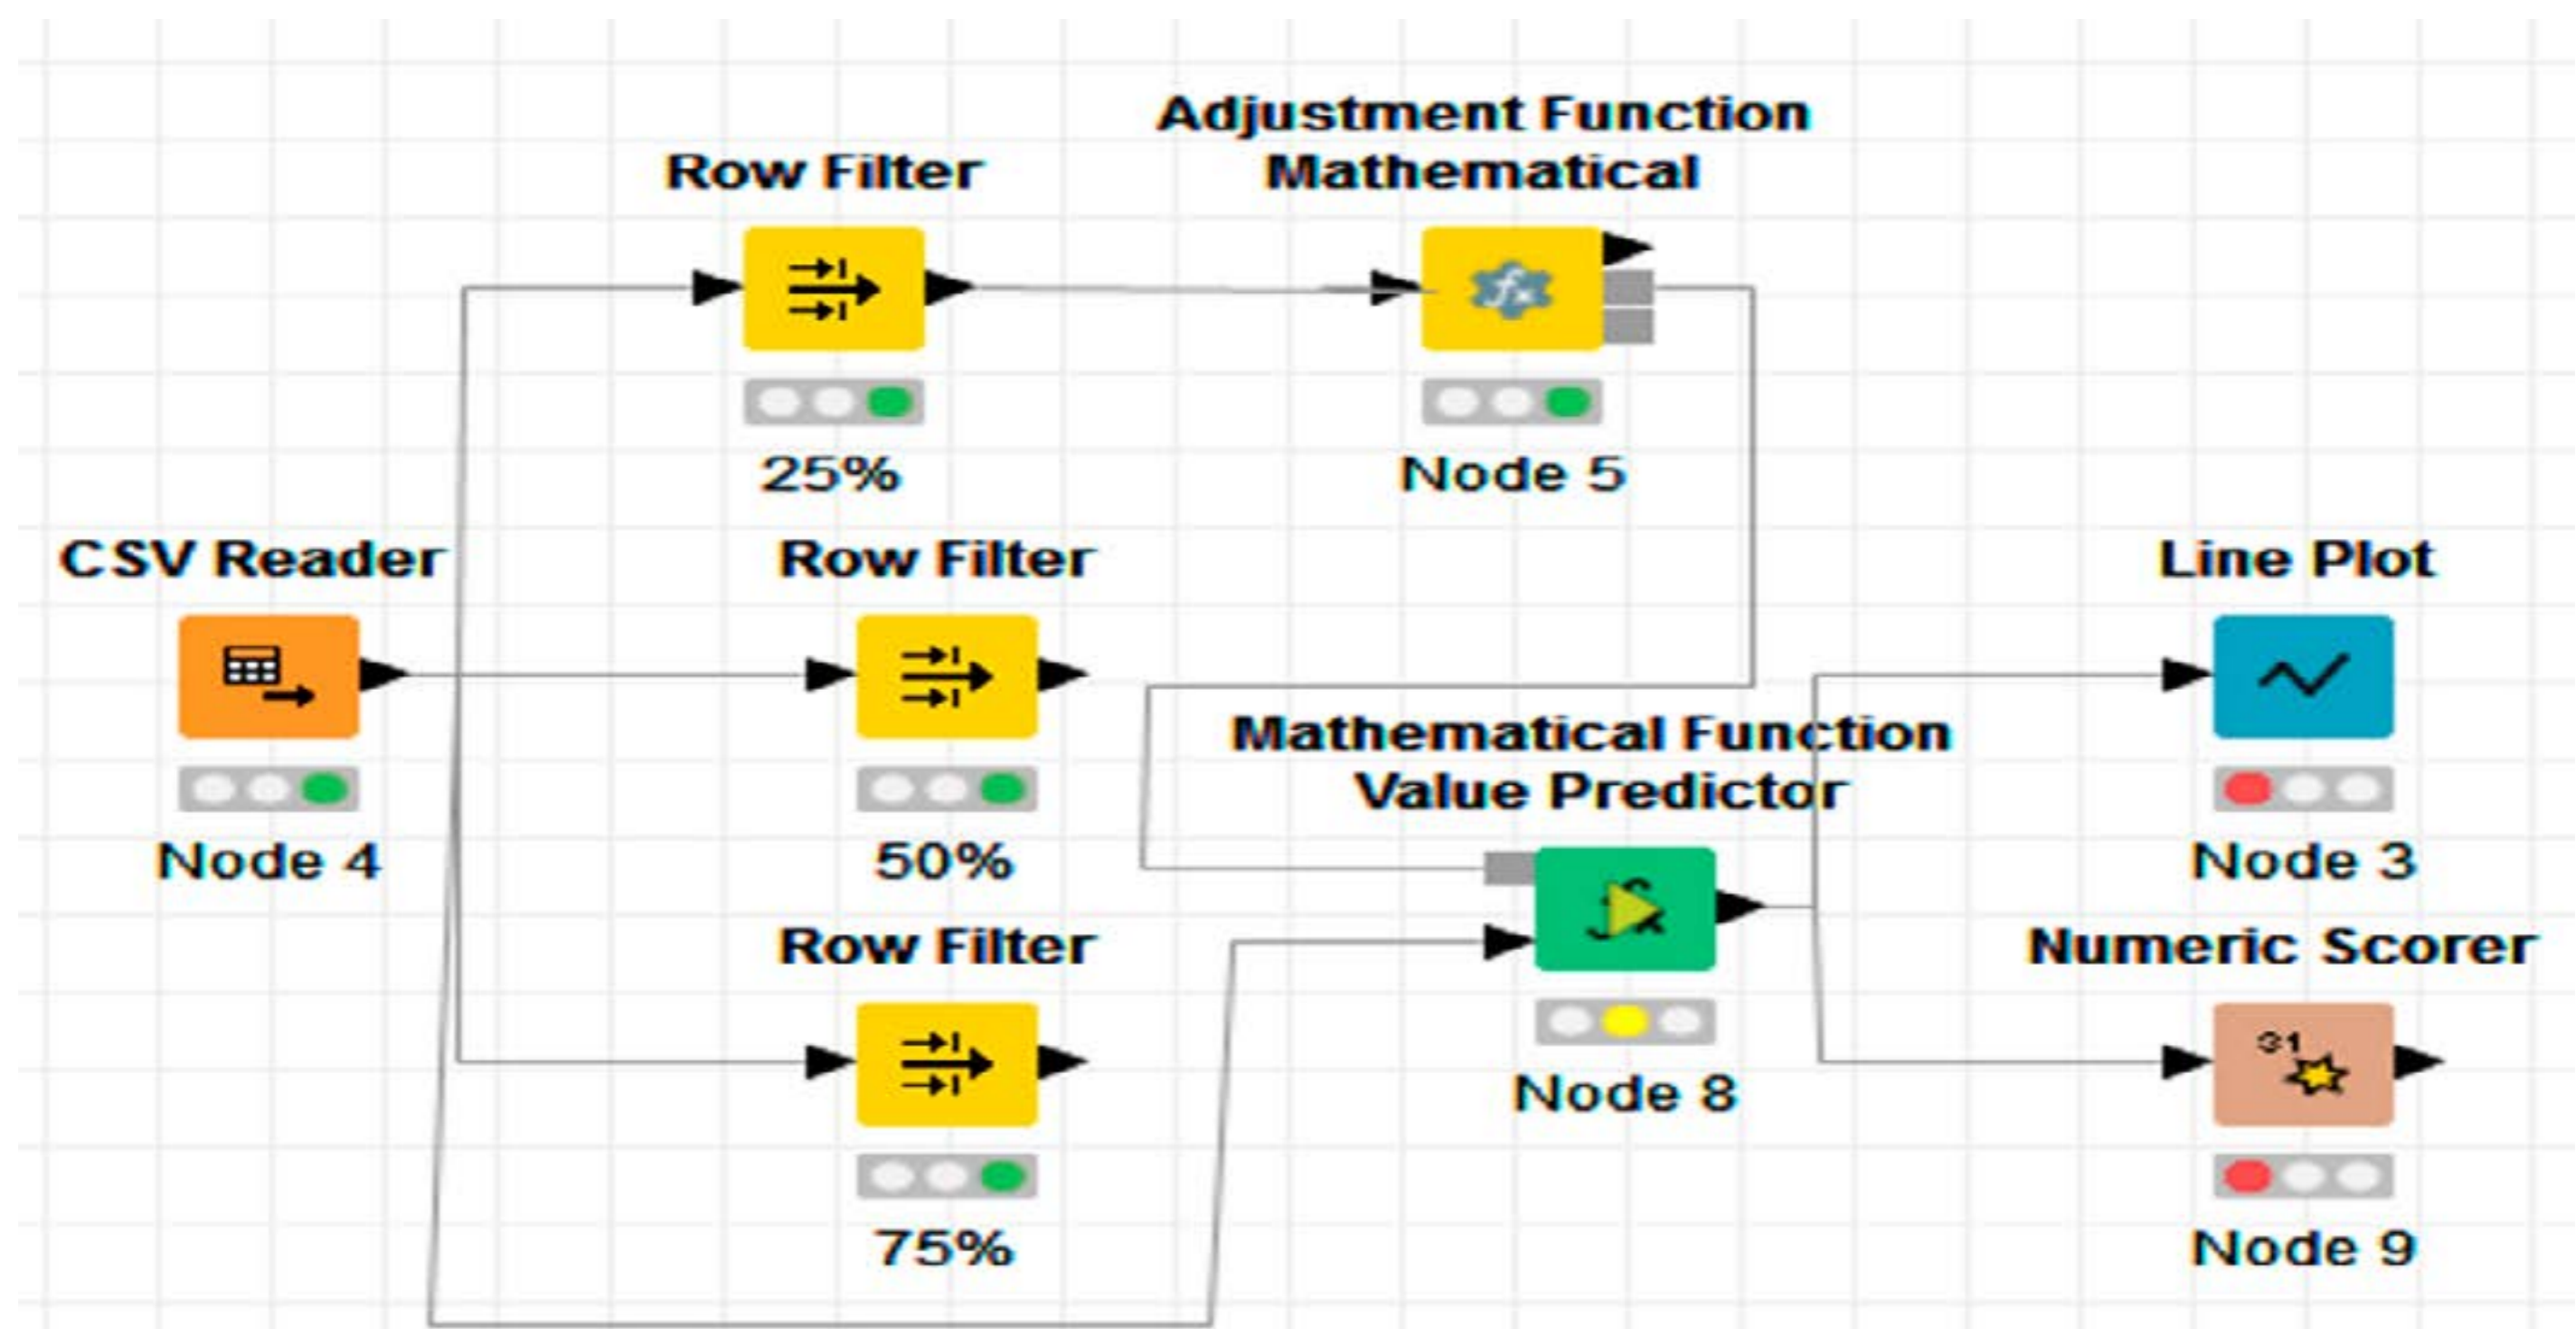 Adjustment Function
Mathematical
Row Filter
25%
Node 5
CSV Reader
Node 4
Row Filter
50%
Mathematical Function
Value Predictor
Node 8
Line Plot
Node 3
Row Filter
75%
Numeric Scorer
31
Node 9